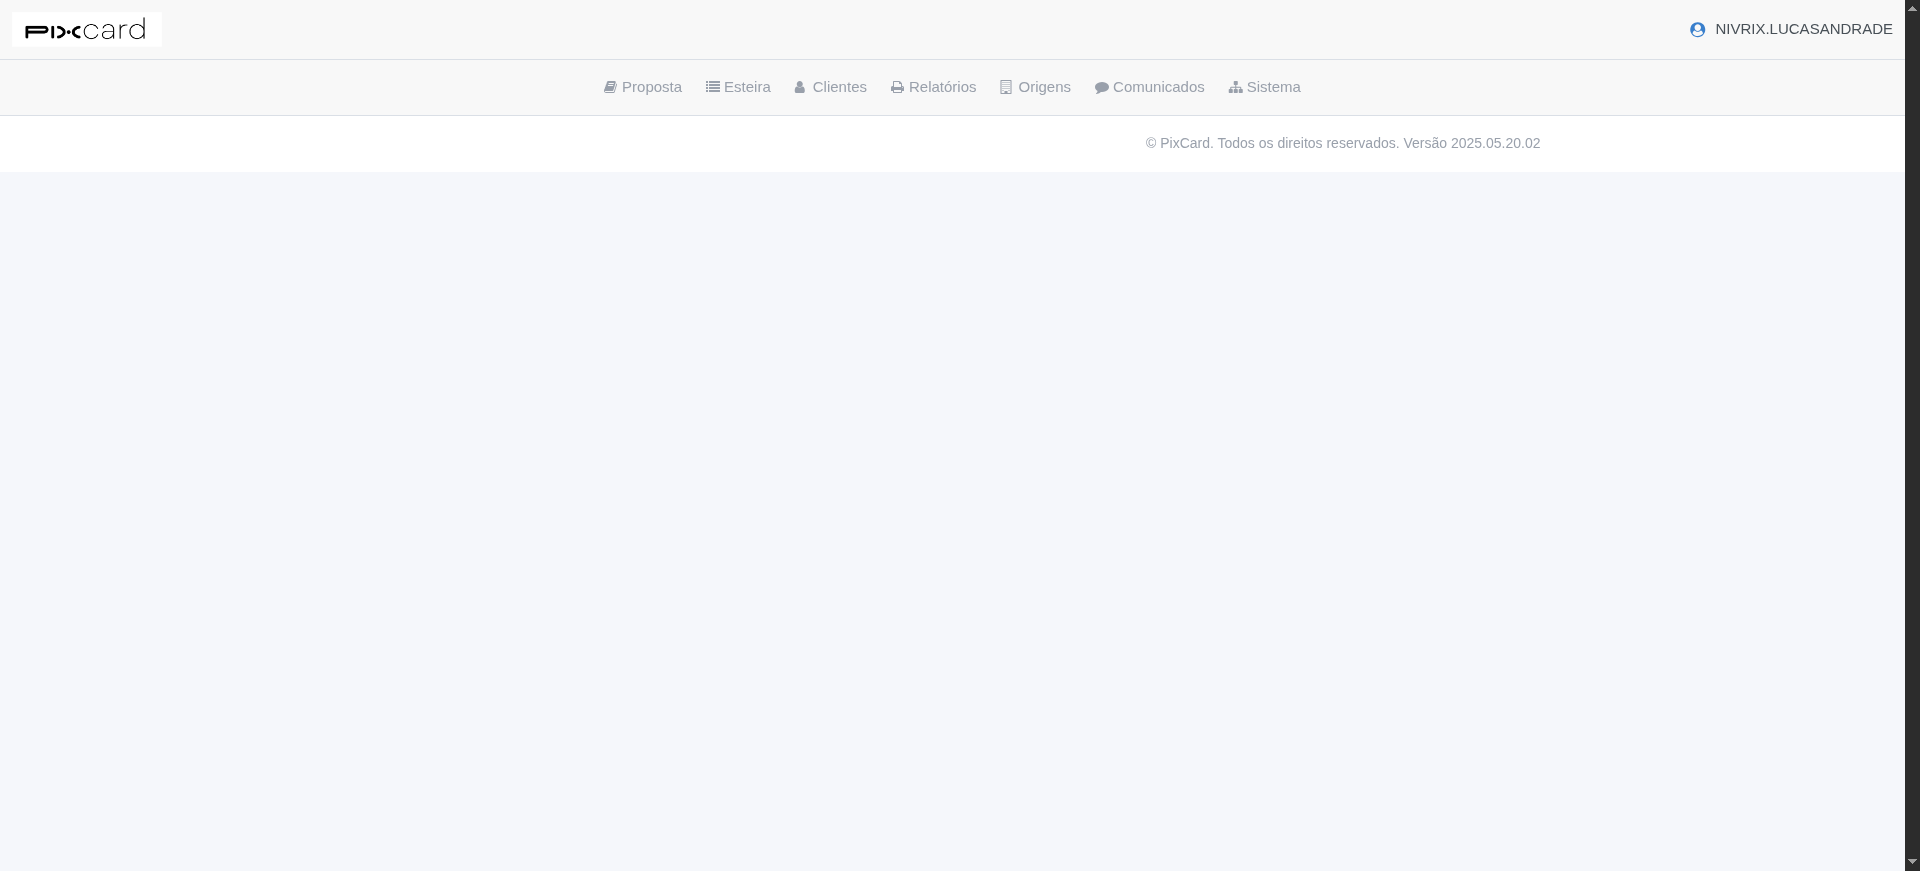 PIXcard
NIVRIX.LUCASANDRADE
Proposta Esteira Clientes Relatórios Origens Comunicados Sistema
© PixCard. Todos os direitos reservados. Versão 2025.05.20.02